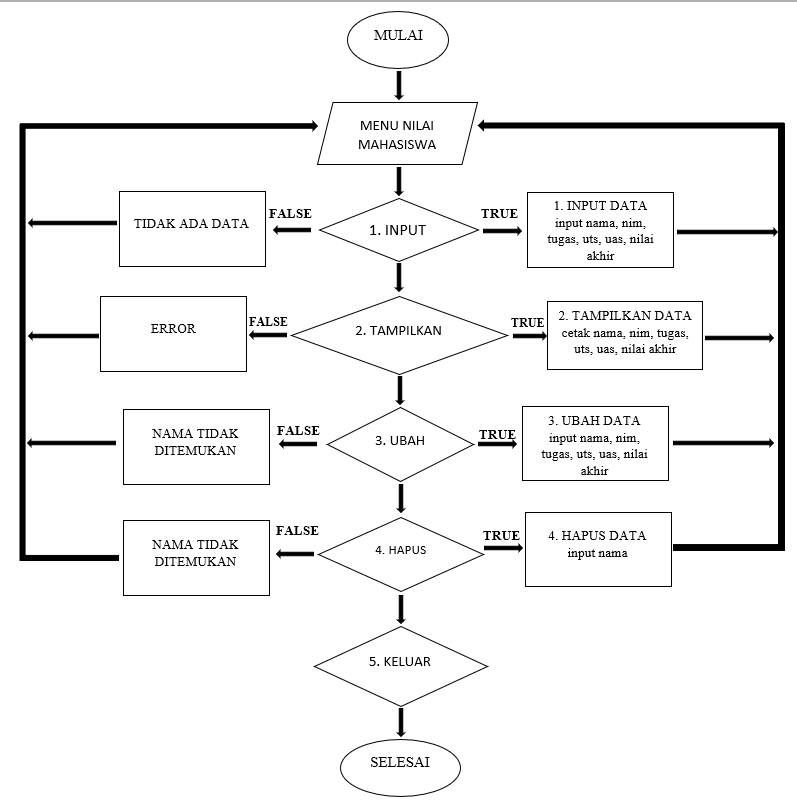 MULAI
MENU NILAI
MAHASISWA
TIDAK ADA DATA
FALSE
1. INPUT
TRUE
1. INPUT DATA
input nama, nim,
tugas, uts, uas, nilai
akhir
ERROR
FALSE
2. TAMPILKAN
TRUE
2. TAMPILKAN DATA
cetak nama, nim, tugas,
uts, uas, nilai akhir
NAMA TIDAK
DITEMUKAN
FALSE
3. UBAH
TRUE
3. UBAH DATA
input nama, nim,
tugas, uts, uas, nilai
akhir
NAMA TIDAK
DITEMUKAN
FALSE
4. HAPUS
TRUE
4. HAPUS DATA
input nama
5. KELUAR
SELESAI